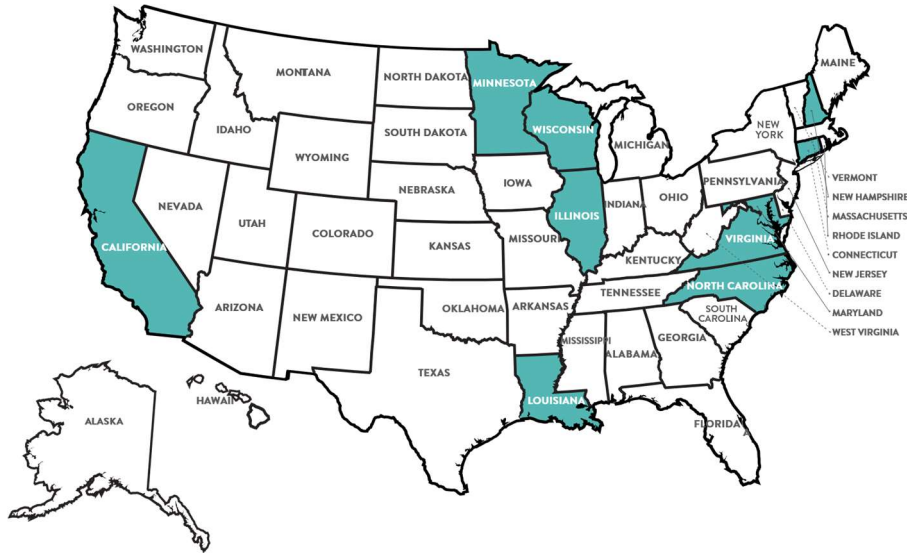 WASHINGTON
MONTANA
NORTH DAKOTA
MINNESOTA
MAINE
OREGON
IDAHO
SOUTH DAKOTA
WISCONSIN
MICHIGAN
NEW
YORK
WYOMING
IOWA
PENNSYLVANIA
NEBRASKA
NEVADA
UTAH
COLORADO
ILLINOIS
INDIANA
OHIO
CALIFORNIA
KANSAS
MISSOURI
KENTUCKY
VIRGINIA
ARIZONA
NEW MEXICO
OKLAHOMA
ARKANSAS
TENNESSEE
NORTH CAROLINA
SOUTH
CAROLINA
MISSISSIPPI
ALABAMA
GEORGIA
TEXAS
LOUISIANA
FLORIDA
ALASKA
HAWAII
VERMONT
NEW HAMPSHIRE
MASSACHUSETTS
RHODE ISLAND
CONNECTICUT
NEW JERSEY
DELAWARE
MARYLAND
WEST VIRGINIA